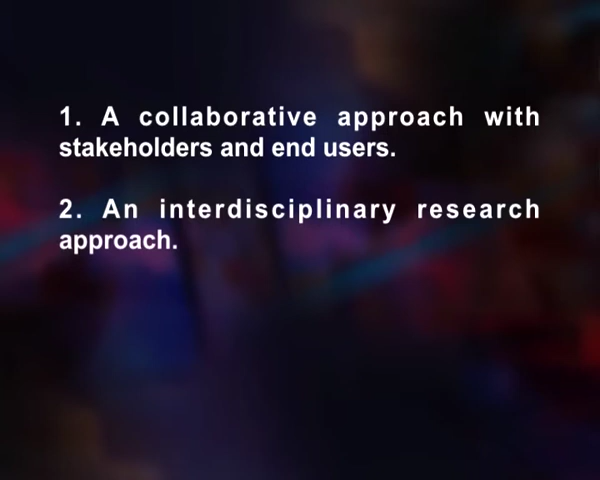 1. A collaborative approach with
stakeholders and end users.
2. An interdisciplinary research
approach.